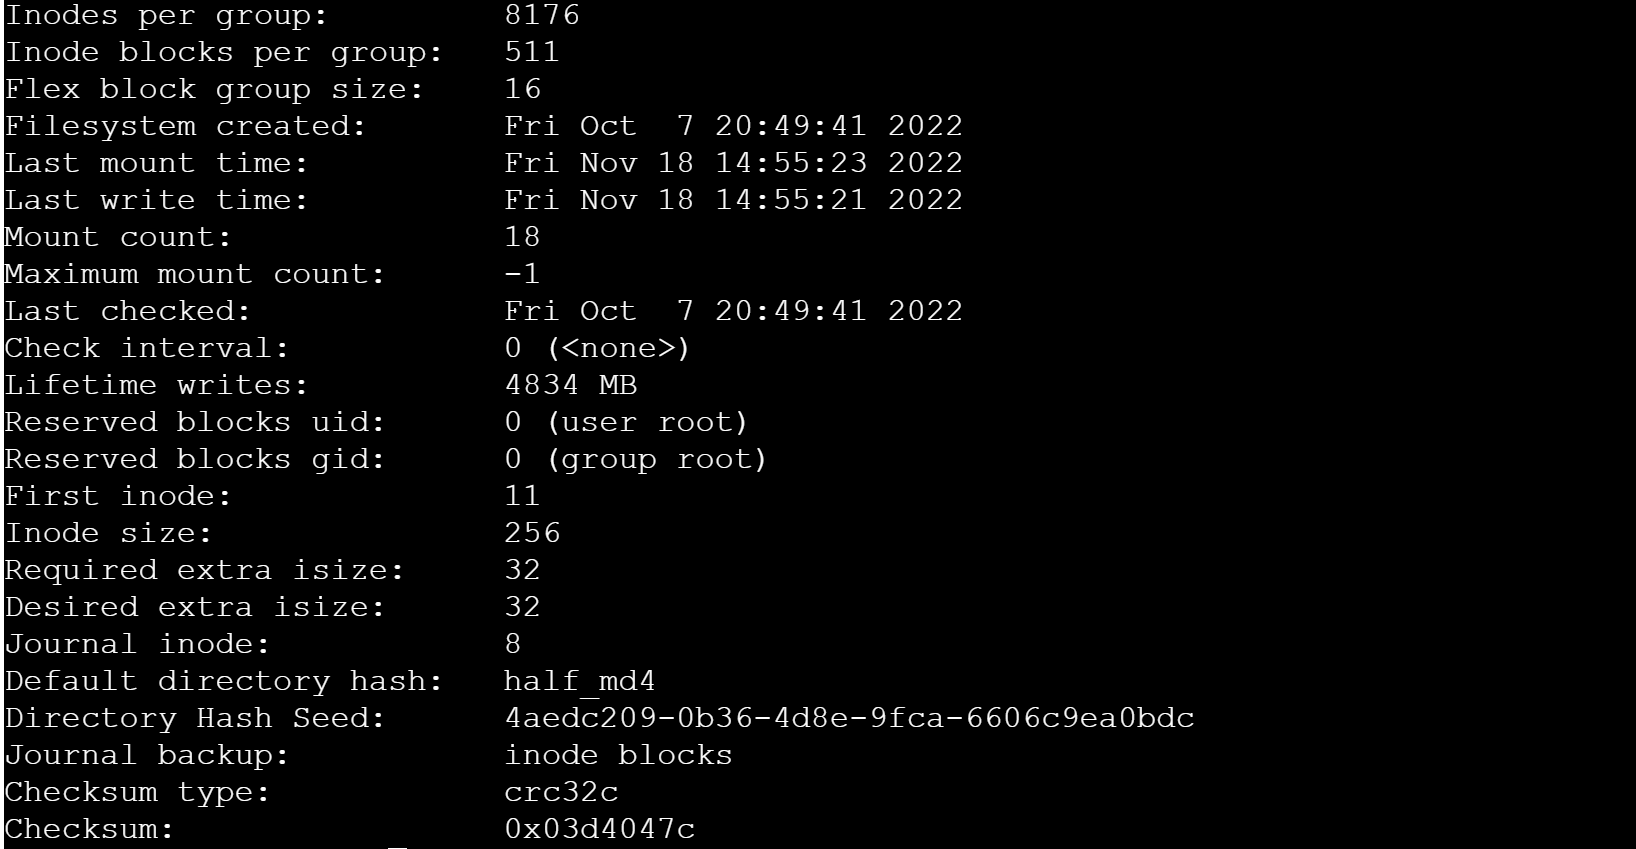 Inodes per group:         8176
Inode blocks per group:   511
Flex block group size:    16
Filesystem created:       Fri Oct  7 20:49:41 2022
Last mount time:          Fri Nov 18 14:55:23 2022
Last write time:          Fri Nov 18 14:55:21 2022
Mount count:              18
Maximum mount count:      -1
Last checked:             Fri Oct  7 20:49:41 2022
Check interval:           0 (<none>)
Lifetime writes:          4834 MB
Reserved blocks uid:      0 (user root)
Reserved blocks gid:      0 (group root)
First inode:              11
Inode size:               256
Required extra isize:     32
Desired extra isize:      32
Journal inode:            8
Default directory hash:   half_md4
Directory Hash Seed:      4aedc209-0b36-4d8e-9fca-6606c9ea0bdc
Journal backup:           inode blocks
Checksum type:            crc32c
Checksum:                 0x03d4047c